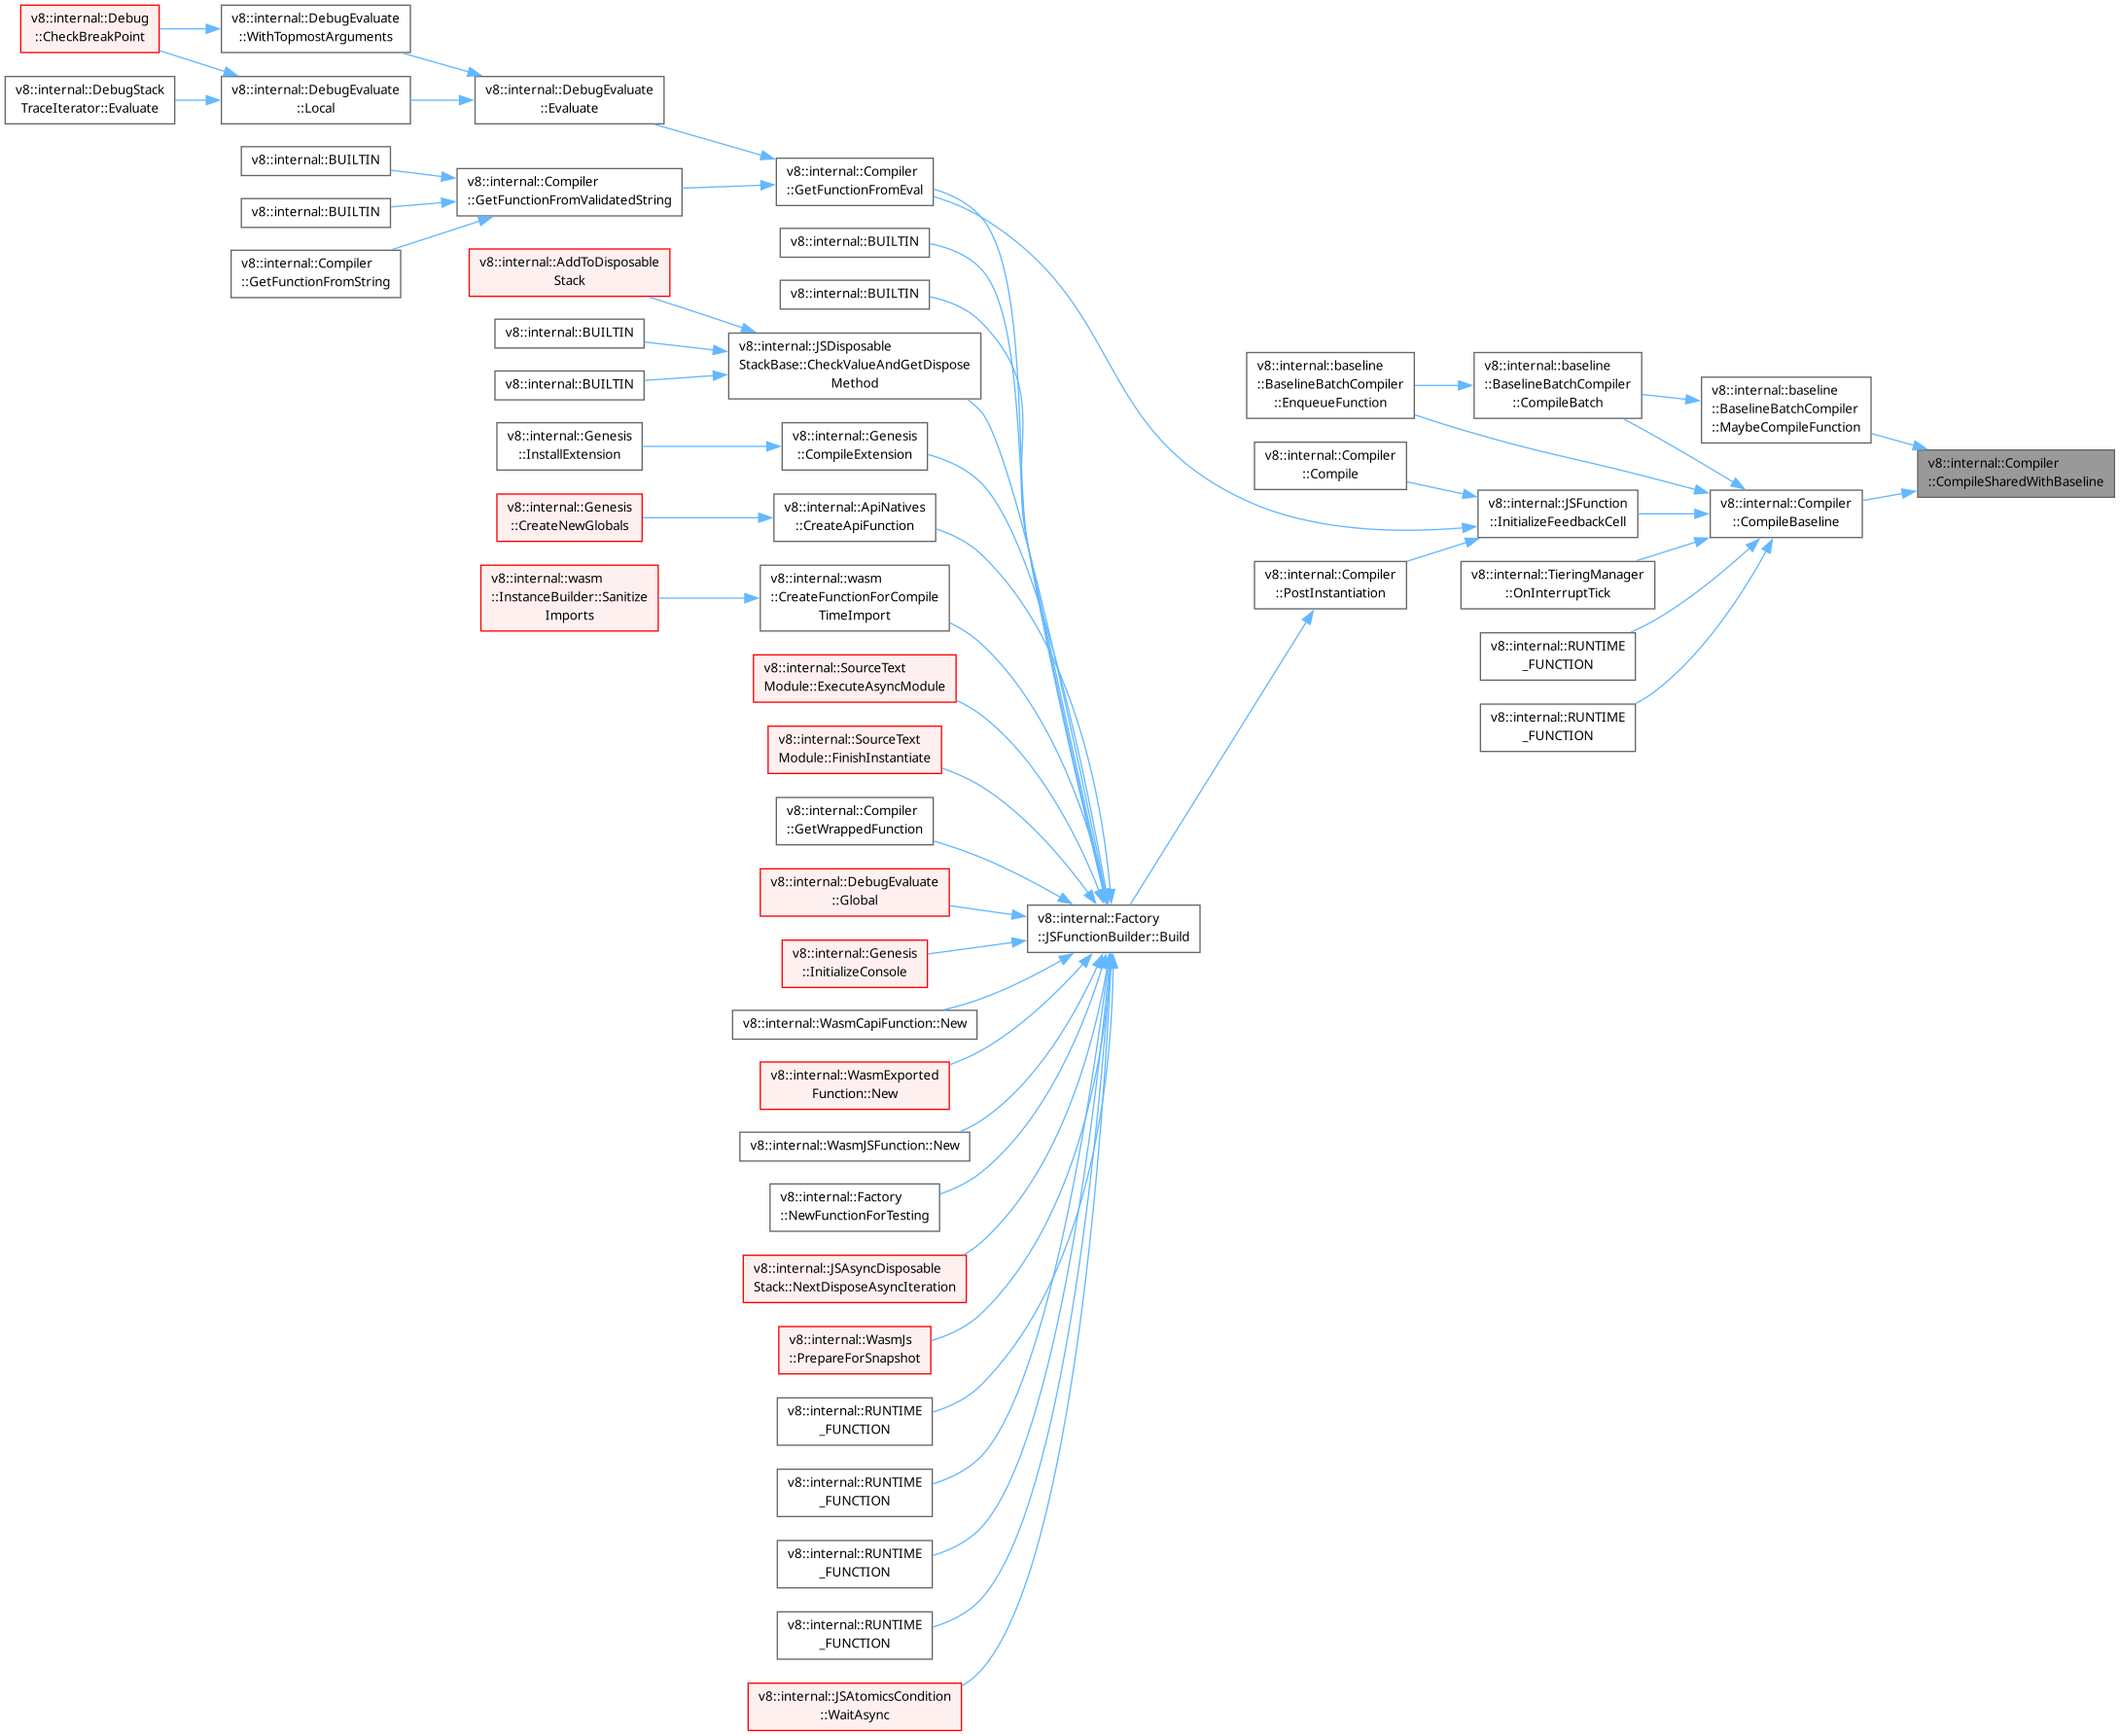 v8::internal::Debug
::CheckBreakPoint
v8::internal::DebugEvaluate
::WithTopmostArguments
v8::internal::DebugStack
TraceIterator::Evaluate
v8::internal::DebugEvaluate
::Local
v8::internal::DebugEvaluate
::Evaluate
v8::internal::BUILTIN
v8::internal::BUILTIN
v8::internal::Compiler
::GetFunctionFromString
v8::internal::Compiler
::GetFunctionFromValidatedString
v8::internal::Compiler
::GetFunctionFromEval
v8::internal::BUILTIN
v8::internal::BUILTIN
v8::internal::AddToDisposable
Stack
v8::internal::BUILTIN
v8::internal::BUILTIN
v8::internal::JSDisposable
StackBase::CheckValueAndGetDispose
Method
v8::internal::Genesis
::InstallExtension
v8::internal::Genesis
::CompileExtension
v8::internal::Genesis
::CreateNewGlobals
v8::internal::ApiNatives
::CreateApiFunction
v8::internal::wasm
::InstanceBuilder::Sanitize
Imports
v8::internal::wasm
::CreateFunctionForCompile
TimeImport
v8::internal::SourceText
Module::ExecuteAsyncModule
v8::internal::SourceText
Module::FinishInstantiate
v8::internal::Compiler
::GetWrappedFunction
v8::internal::DebugEvaluate
::Global
v8::internal::Genesis
::InitializeConsole
v8::internal::WasmCapiFunction::New
v8::internal::WasmExported
Function::New
v8::internal::WasmJSFunction::New
v8::internal::Factory
::NewFunctionForTesting
v8::internal::JSAsyncDisposable
Stack::NextDisposeAsyncIteration
v8::internal::WasmJs
::PrepareForSnapshot
v8::internal::RUNTIME
_FUNCTION
v8::internal::RUNTIME
_FUNCTION
v8::internal::RUNTIME
_FUNCTION
v8::internal::RUNTIME
_FUNCTION
v8::internal::JSAtomicsCondition
::WaitAsync
v8::internal::Factory
::JSFunctionBuilder::Build
v8::internal::baseline
::BaselineBatchCompiler
::EnqueueFunction
v8::internal::Compiler
::Compile
v8::internal::Compiler
::PostInstantiation
v8::internal::baseline
::BaselineBatchCompiler
::CompileBatch
v8::internal::JSFunction
::InitializeFeedbackCell
v8::internal::TieringManager
::OnInterruptTick
v8::internal::RUNTIME
_FUNCTION
v8::internal::RUNTIME
_FUNCTION
v8::internal::baseline
::BaselineBatchCompiler
::MaybeCompileFunction
v8::internal::Compiler
::CompileBaseline
v8::internal::Compiler
::CompileSharedWithBaseline